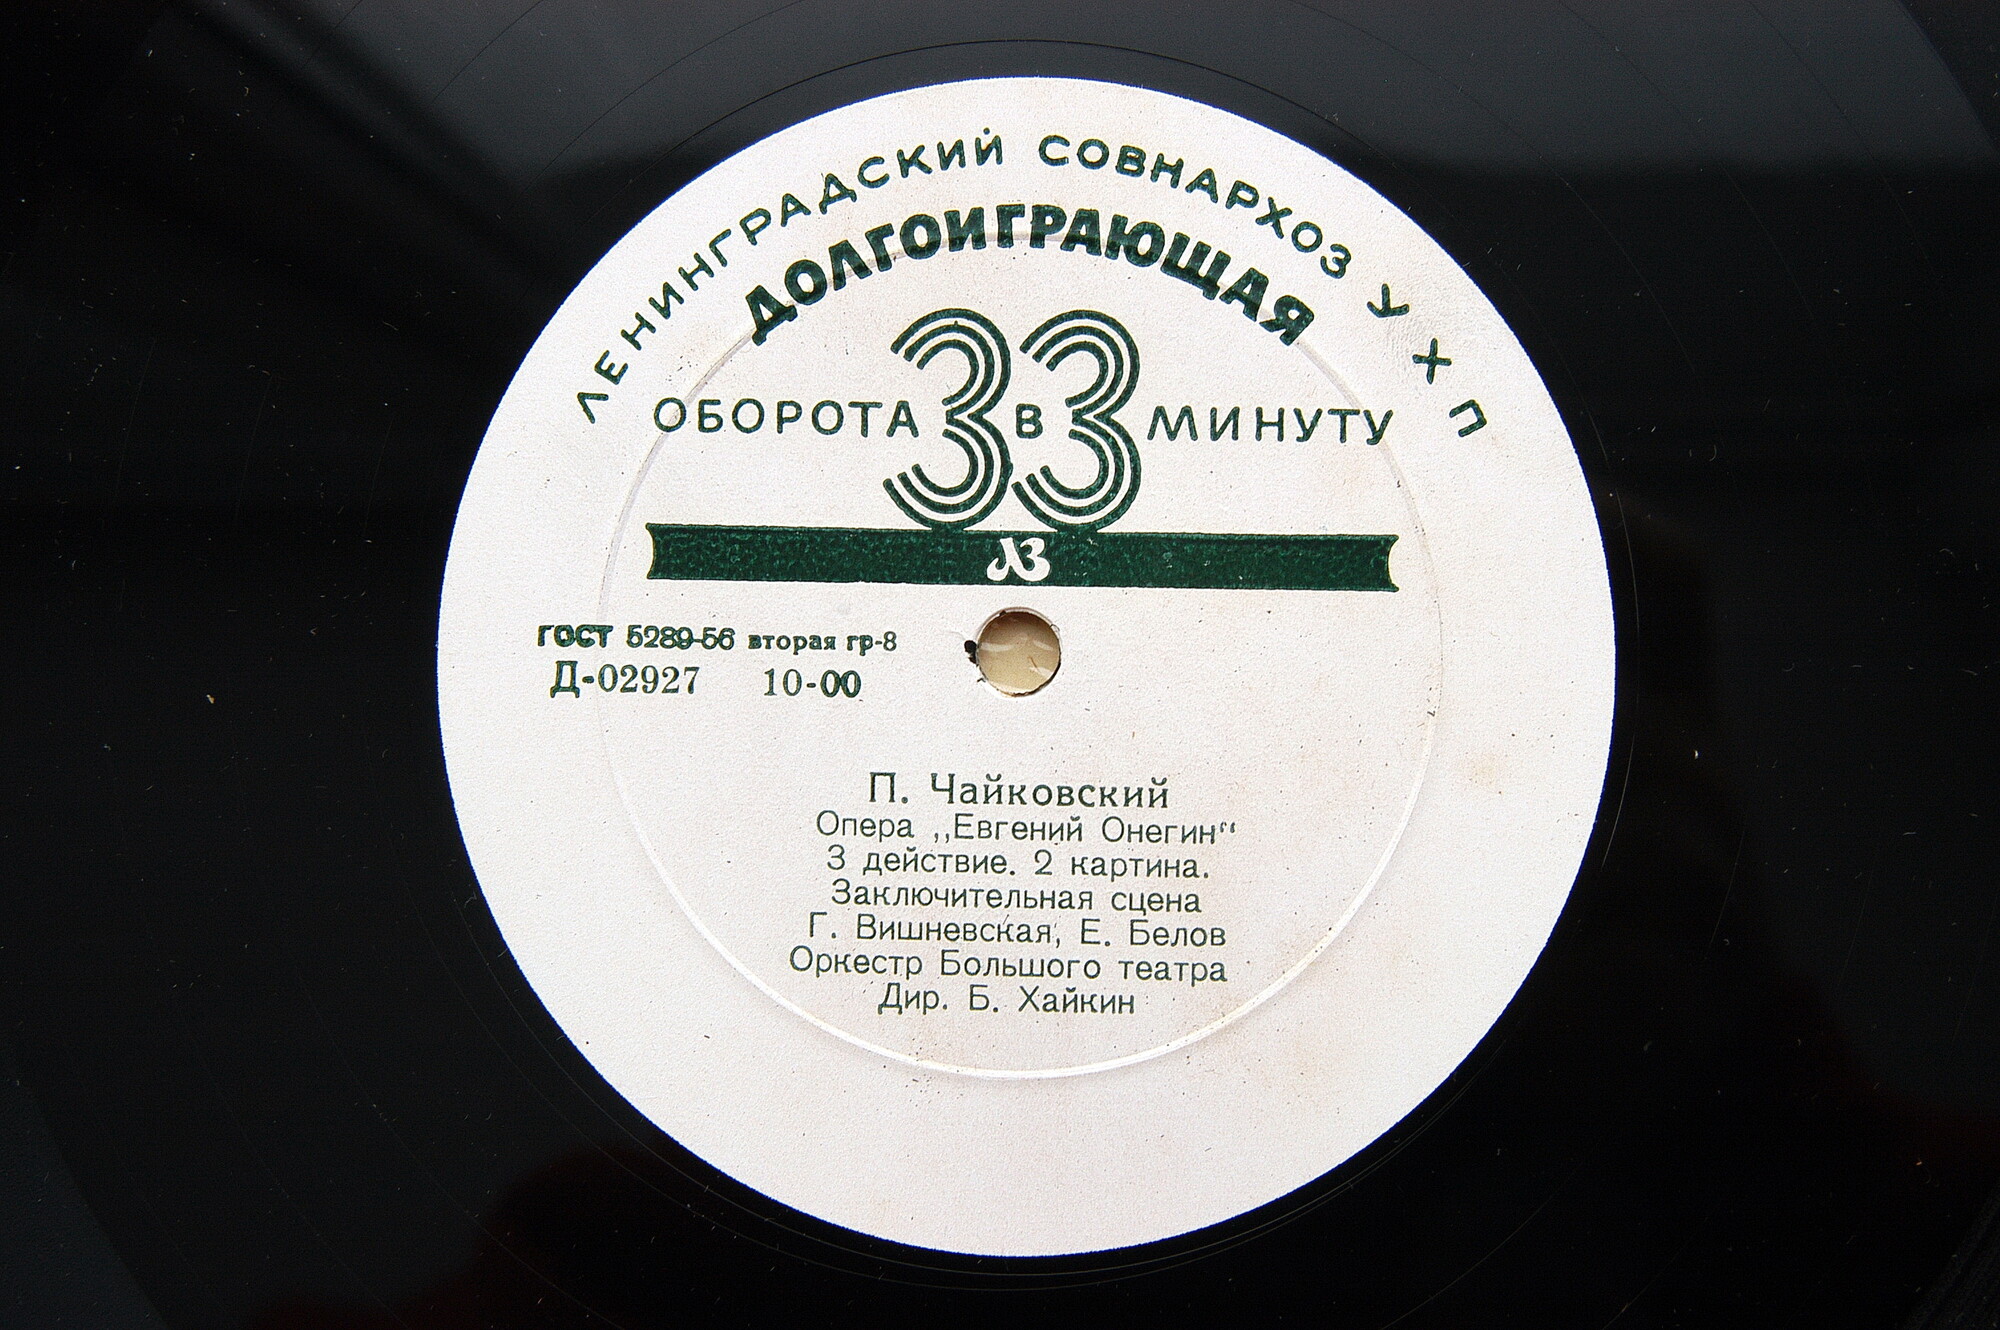 ЛЕНИНГРАДСКИЙ СОВНАРХОЗ УХП
ДОЛГОИГРАЮЩАЯ
33
ОБОРОТА В МИНУТУ
ЛЗ
ГОСТ 5289-56 вторая гр-8
Д-02927 10-00
П. Чайковский
Опера „Евгений Онегин“
3 действие. 2 картина.
Заключительная сцена
Г. Вишневская, Е. Белов
Оркестр Большого театра
Дир. Б. Хайкин